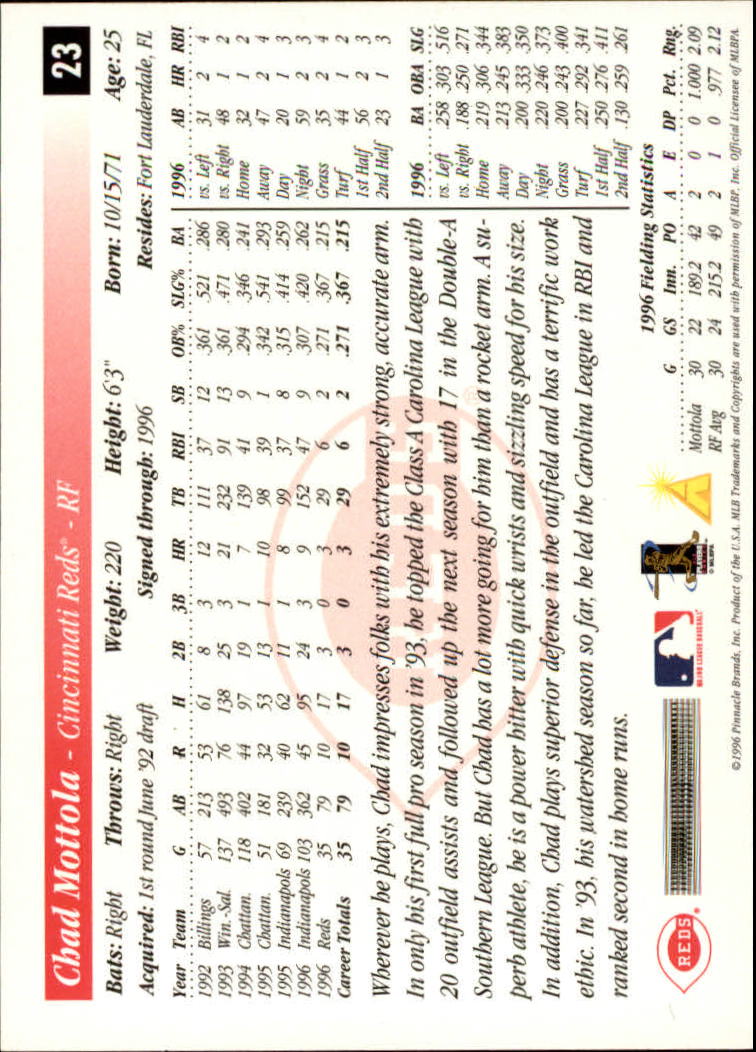 Chad Mottola - Cincinnati Reds® - RF 23
Bats: Right Throws: Right Weight: 220 Height: 6'3" Born: 10/15/71 Age: 25
Acquired: 1st round June '92 draft Signed through: 1996 Resides: Fort Lauderdale, FL
Year Team G AB R H 2B 3B HR TB RBI SB OB% SLG% BA
1992 Billings 57 213 53 61 8 3 12 111 37 12 .361 .521 .286
1993 Win.-Sal. 137 493 76 138 25 3 21 232 91 13 .361 .471 .280
1994 Chattan. 118 402 44 97 19 1 7 139 41 9 .294 .346 .241
1995 Chattan. 51 181 32 53 13 1 10 98 39 1 .342 .541 .293
1995 Indianapols 69 239 40 62 11 1 8 99 37 8 .315 .414 .259
1996 Indianapols 103 362 45 95 24 3 9 152 47 9 .307 .420 .262
1996 Reds 35 79 10 17 3 0 3 29 6 2 .271 .367 .215
Career Totals 35 79 10 17 3 0 3 29 6 2 .271 .367 .215
1996 AB HR RBI
vs. Left 31 2 4
vs. Right 48 1 2
Home 32 1 2
Away 47 2 4
Day 20 1 3
Night 59 2 3
Grass 35 2 4
Turf 44 1 2
1st Half 56 2 3
2nd Half 23 1 3
Wherever he plays, Chad impresses folks with his extremely strong, accurate arm.
In only his first full pro season in '93, he topped the Class A Carolina League with
20 outfield assists and followed up the next season with 17 in the Double-A
Southern League. But Chad has a lot more going for him than a rocket arm. A su-
perb athlete, he is a power hitter with quick wrists and sizzling speed for his size.
In addition, Chad plays superior defense in the outfield and has a terrific work
ethic. In '93, his watershed season so far, he led the Carolina League in RBI and
ranked second in home runs.
1996 BA OBA SLG
vs. Left .258 .303 .516
vs. Right .188 .250 .271
Home .219 .306 .344
Away .213 .245 .383
Day .200 .333 .350
Night .220 .246 .373
Grass .200 .243 .400
Turf .227 .292 .341
1st Half .250 .276 .411
2nd Half .130 .259 .261
REDS
MAJOR LEAGUE BASEBALL
© MLBPA
1996 Fielding Statistics
G GS Inn. PO A E DP Pct. Rng.
Mottola 30 22 189.2 42 2 0 0 1.000 2.09
RF Avg 30 24 215.2 49 2 1 0 .977 2.12
©1996 Pinnacle Brands, Inc. Product of the U.S.A. MLB Trademarks and Copyrights are used with permission of MLBP, Inc. Official Licensee of MLBPA.